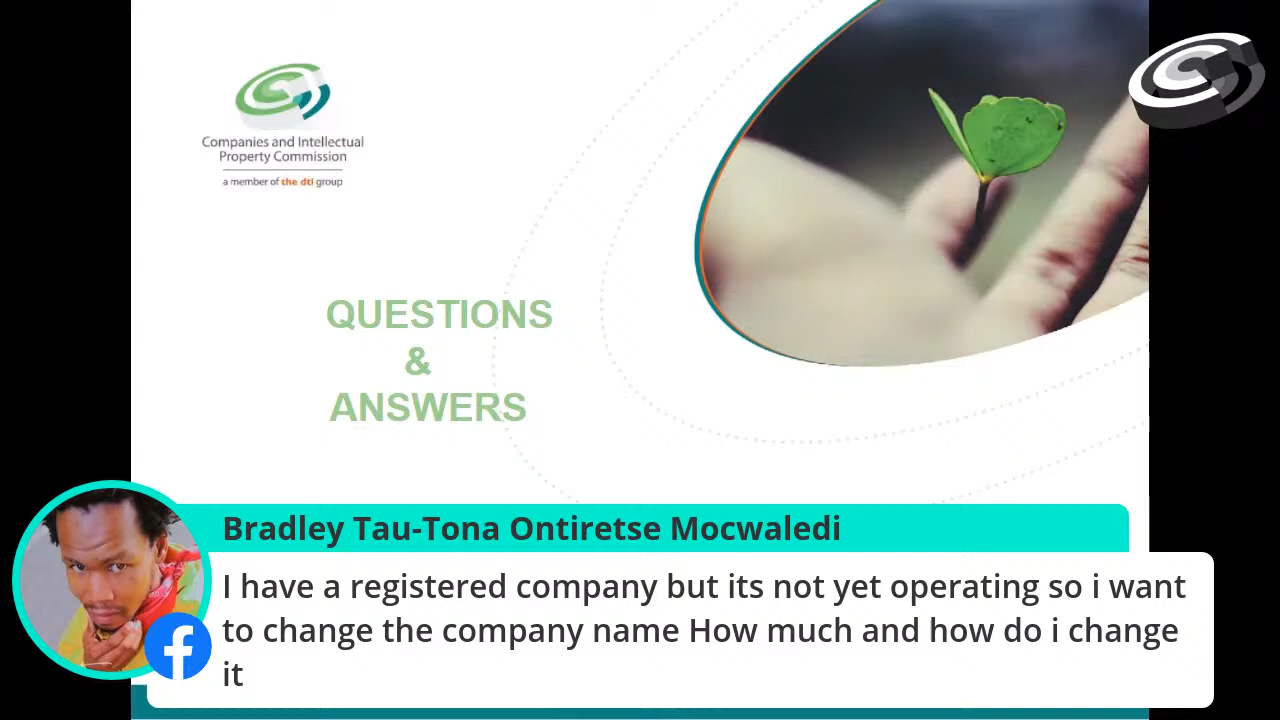 Companies and Intellectual
Property Commission
a member of the dti group
QUESTIONS
&
ANSWERS
Bradley Tau-Tona Ontiretse Mocwaledi
I have a registered company but its not yet operating so i want
to change the company name How much and how do i change
it